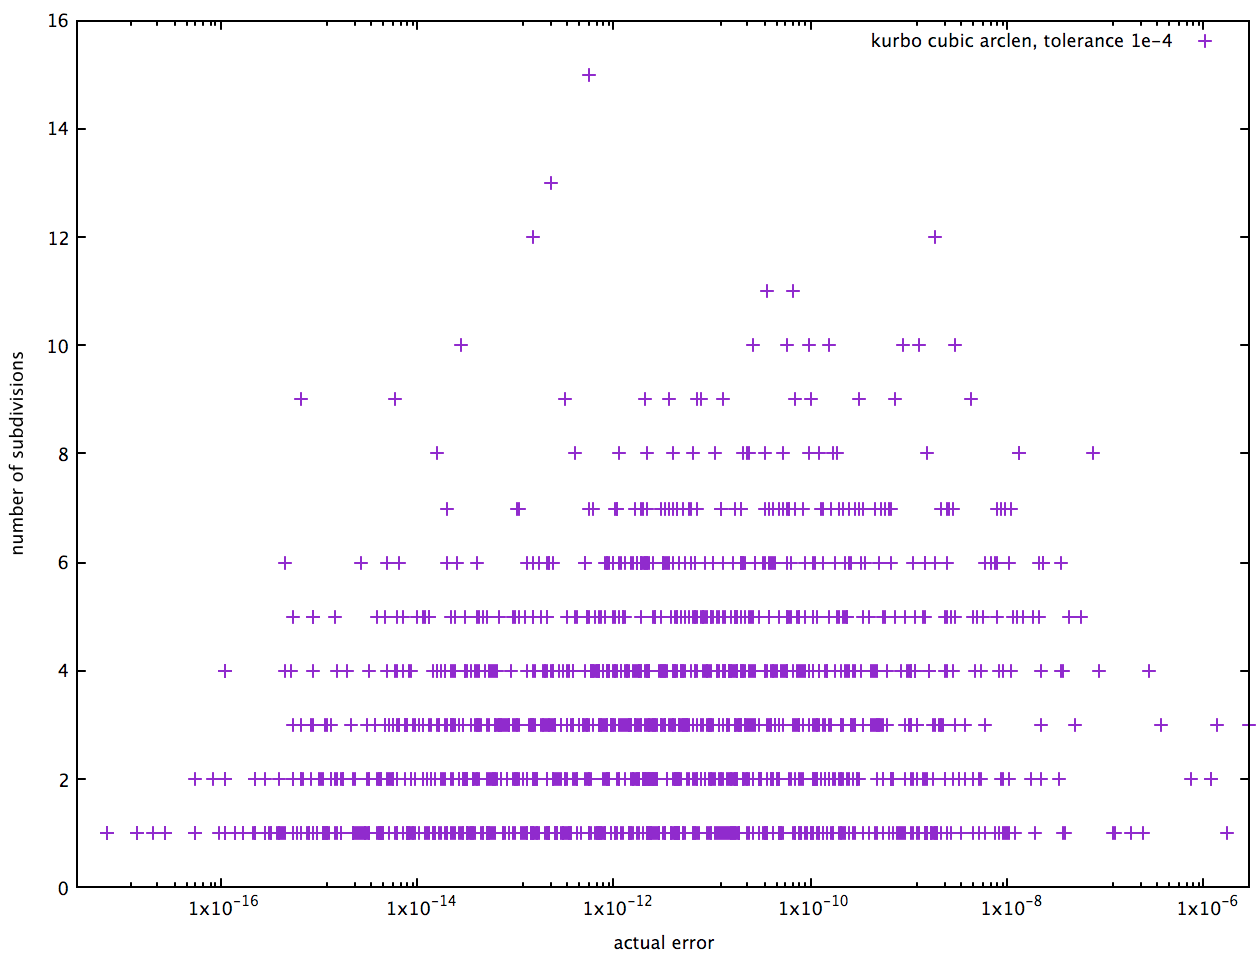 16
kurbo cubic arclen, tolerance 1e-4
14
12
10
8
6
4
2
0
number of subdivisions
1x10⁻¹⁶ 1x10⁻¹⁴ 1x10⁻¹² 1x10⁻¹⁰ 1x10⁻⁸ 1x10⁻⁶
actual error